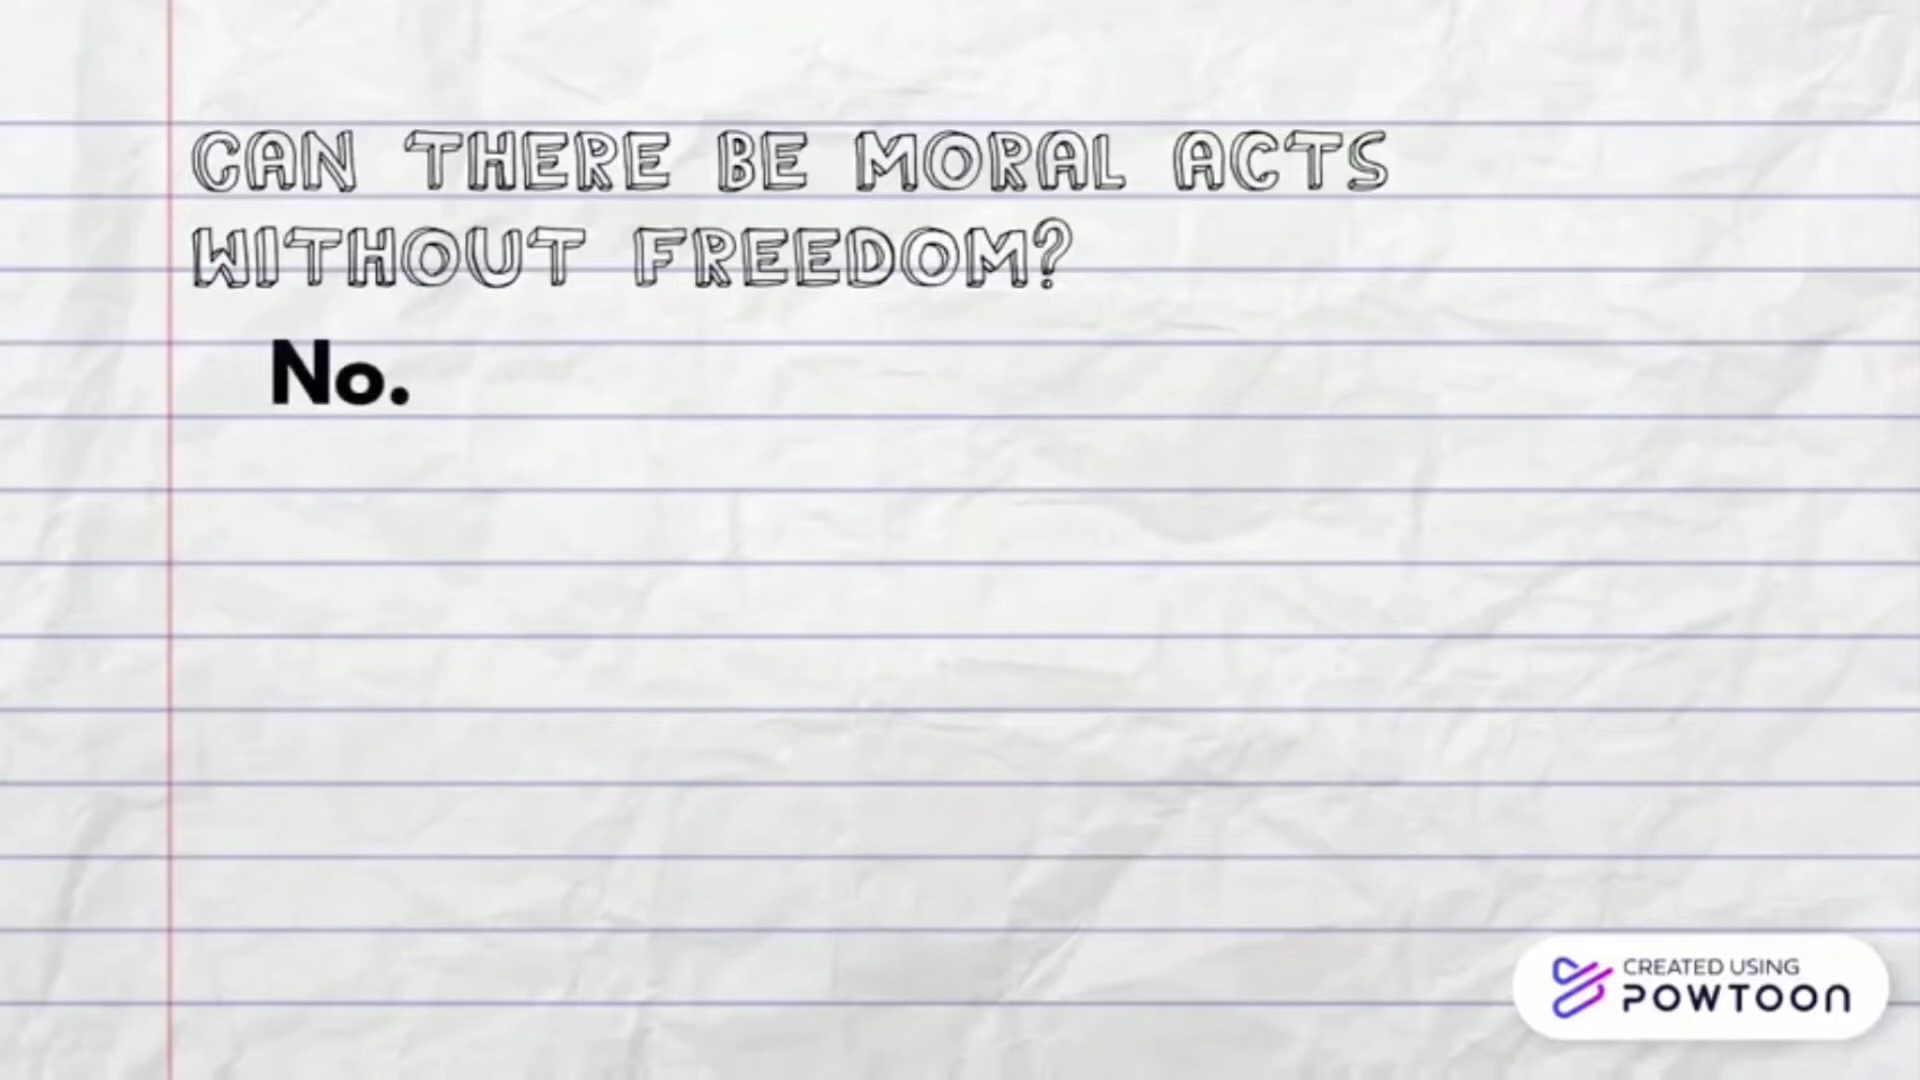 CAN THERE BE MORAL ACTS
WITHOUT FREEDOM?
No.
CREATED USING
POWTOON